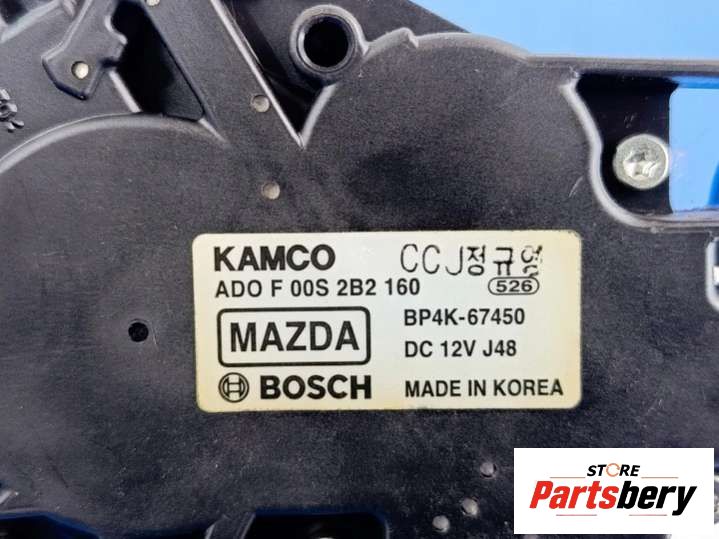 KAMCO CCJ정규영
ADO F 00S 2B2 160 526
MAZDA BP4K-67450
DC 12V J48
BOSCH MADE IN KOREA
STORE
Partsbery